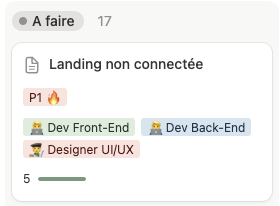 A faire 17
Landing non connectée
P1 🔥
👨‍💻 Dev Front-End 👨‍💻 Dev Back-End
👨‍🎨 Designer UI/UX
5